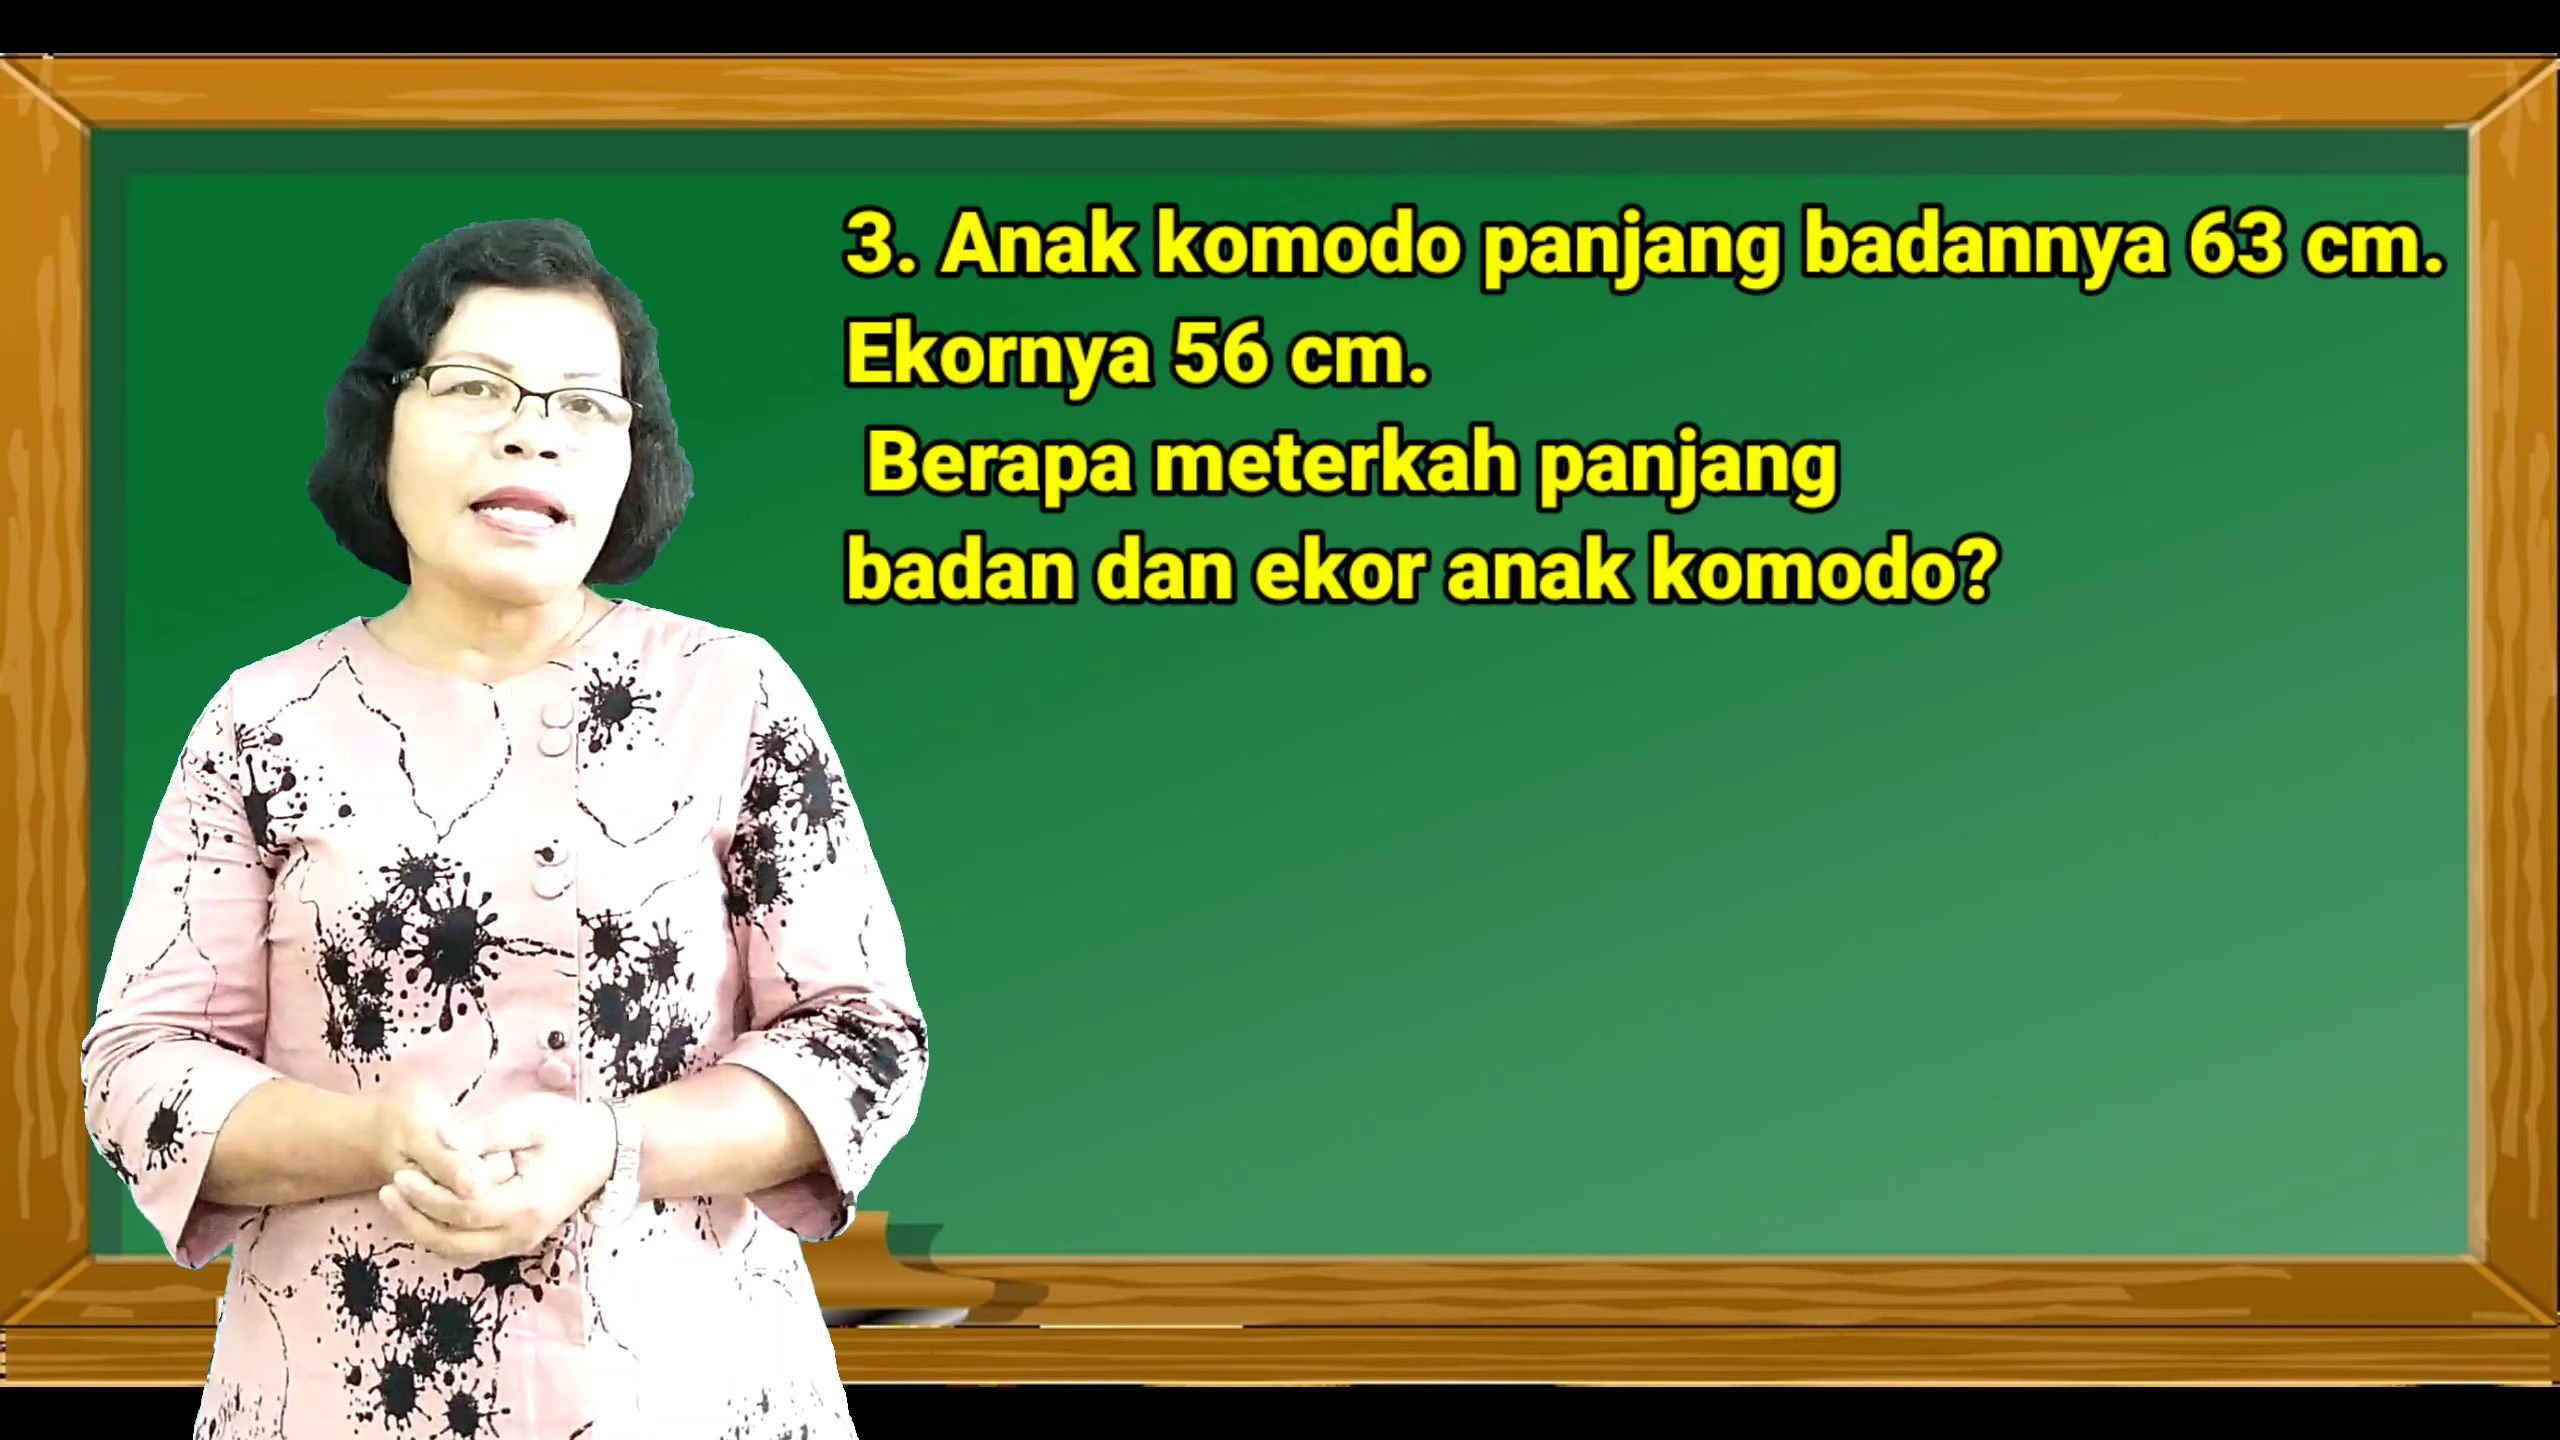 3. Anak komodo panjang badannya 63 cm.
Ekornya 56 cm.
Berapa meterkah panjang
badan dan ekor anak komodo?